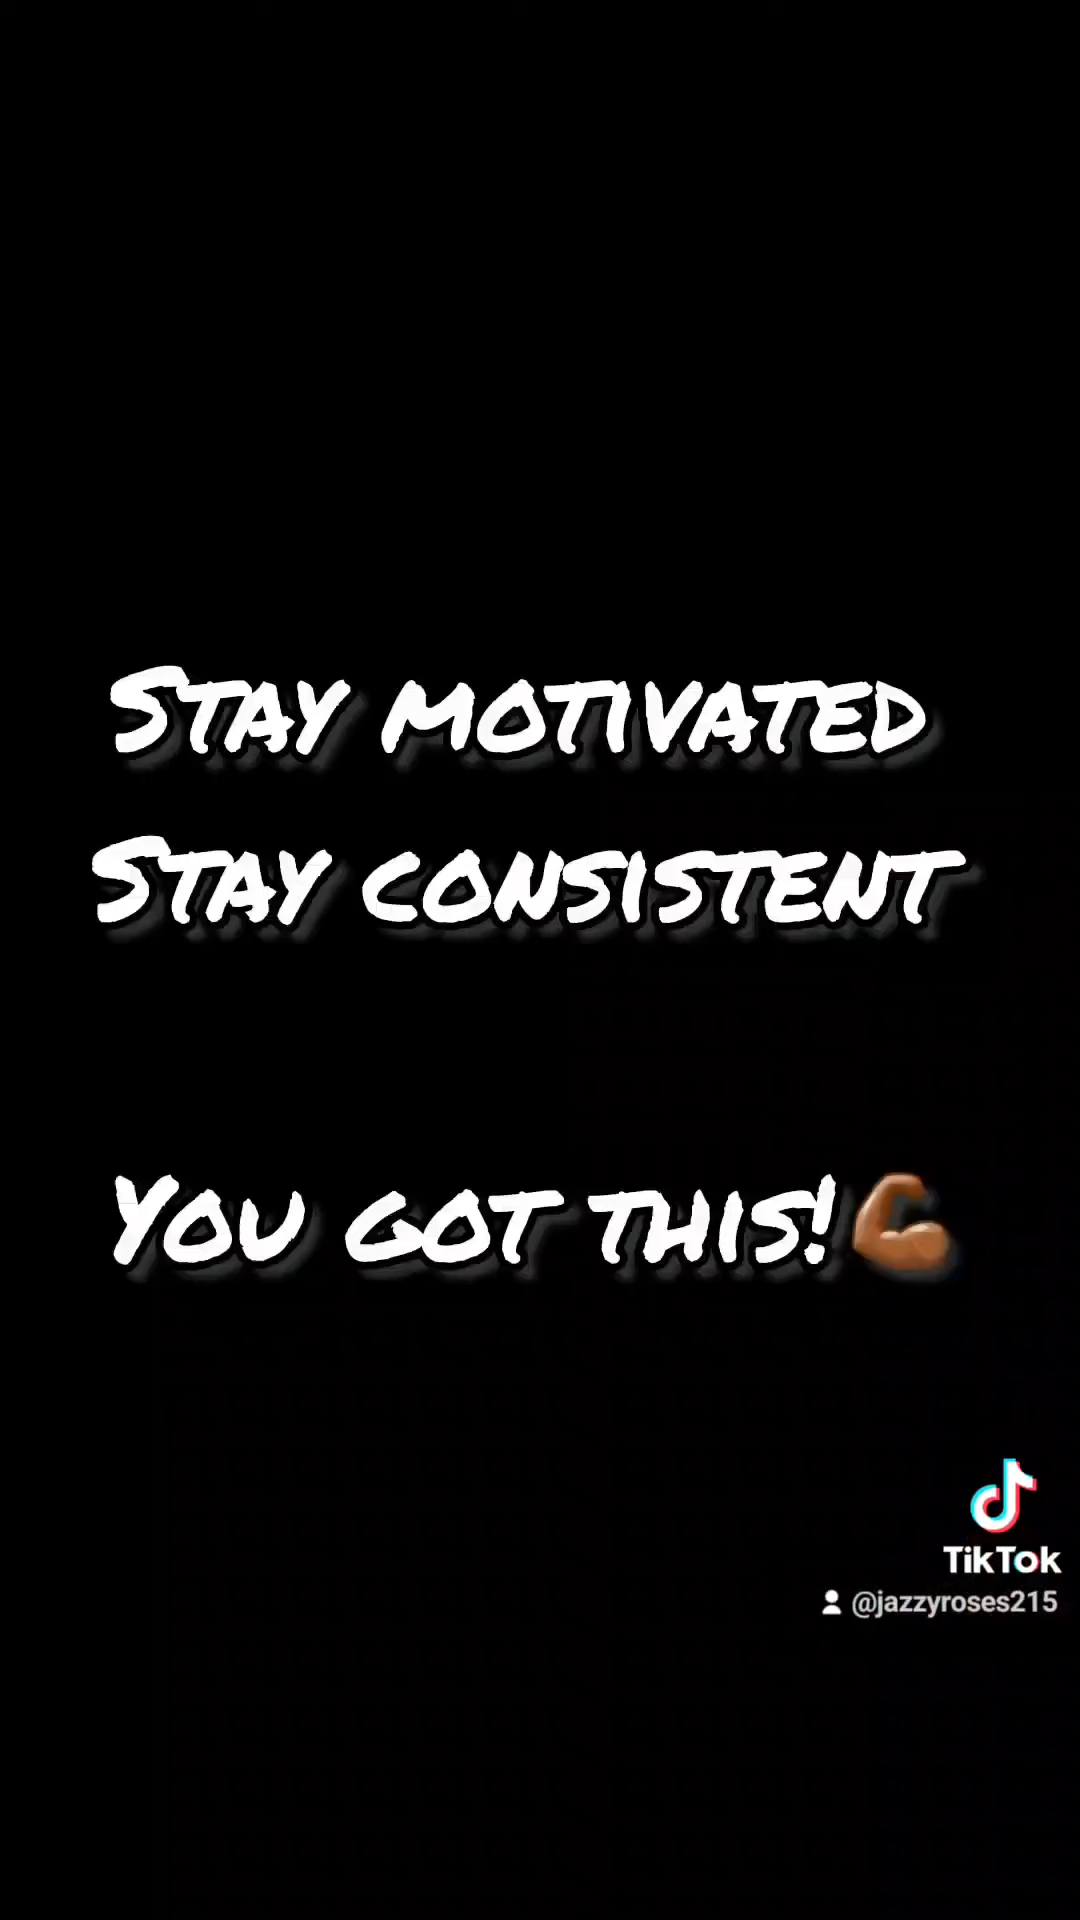 Stay motivated
Stay consistent
You got this!💪🏾
TikTok
@jazzyroses215